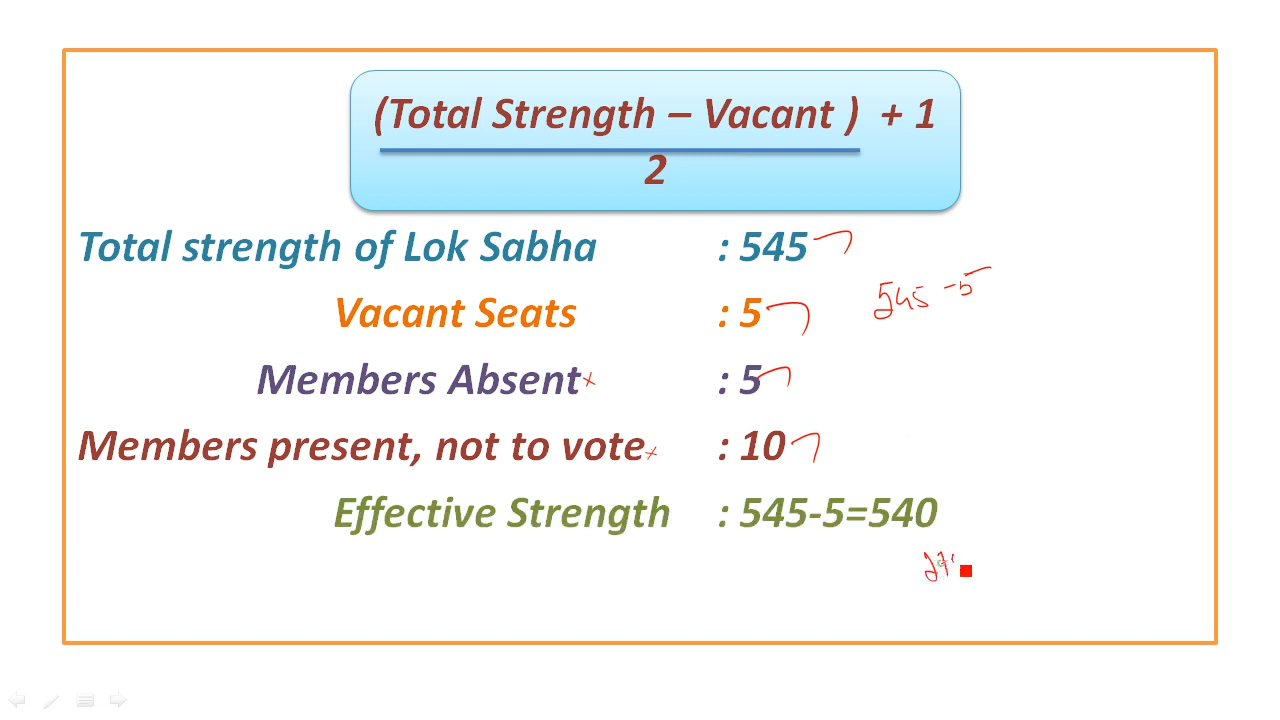 (Total Strength – Vacant ) + 1
2
Total strength of Lok Sabha : 545
545 -5
Vacant Seats : 5
Members Absent× : 5
Members present, not to vote× : 10
Effective Strength : 545-5=540